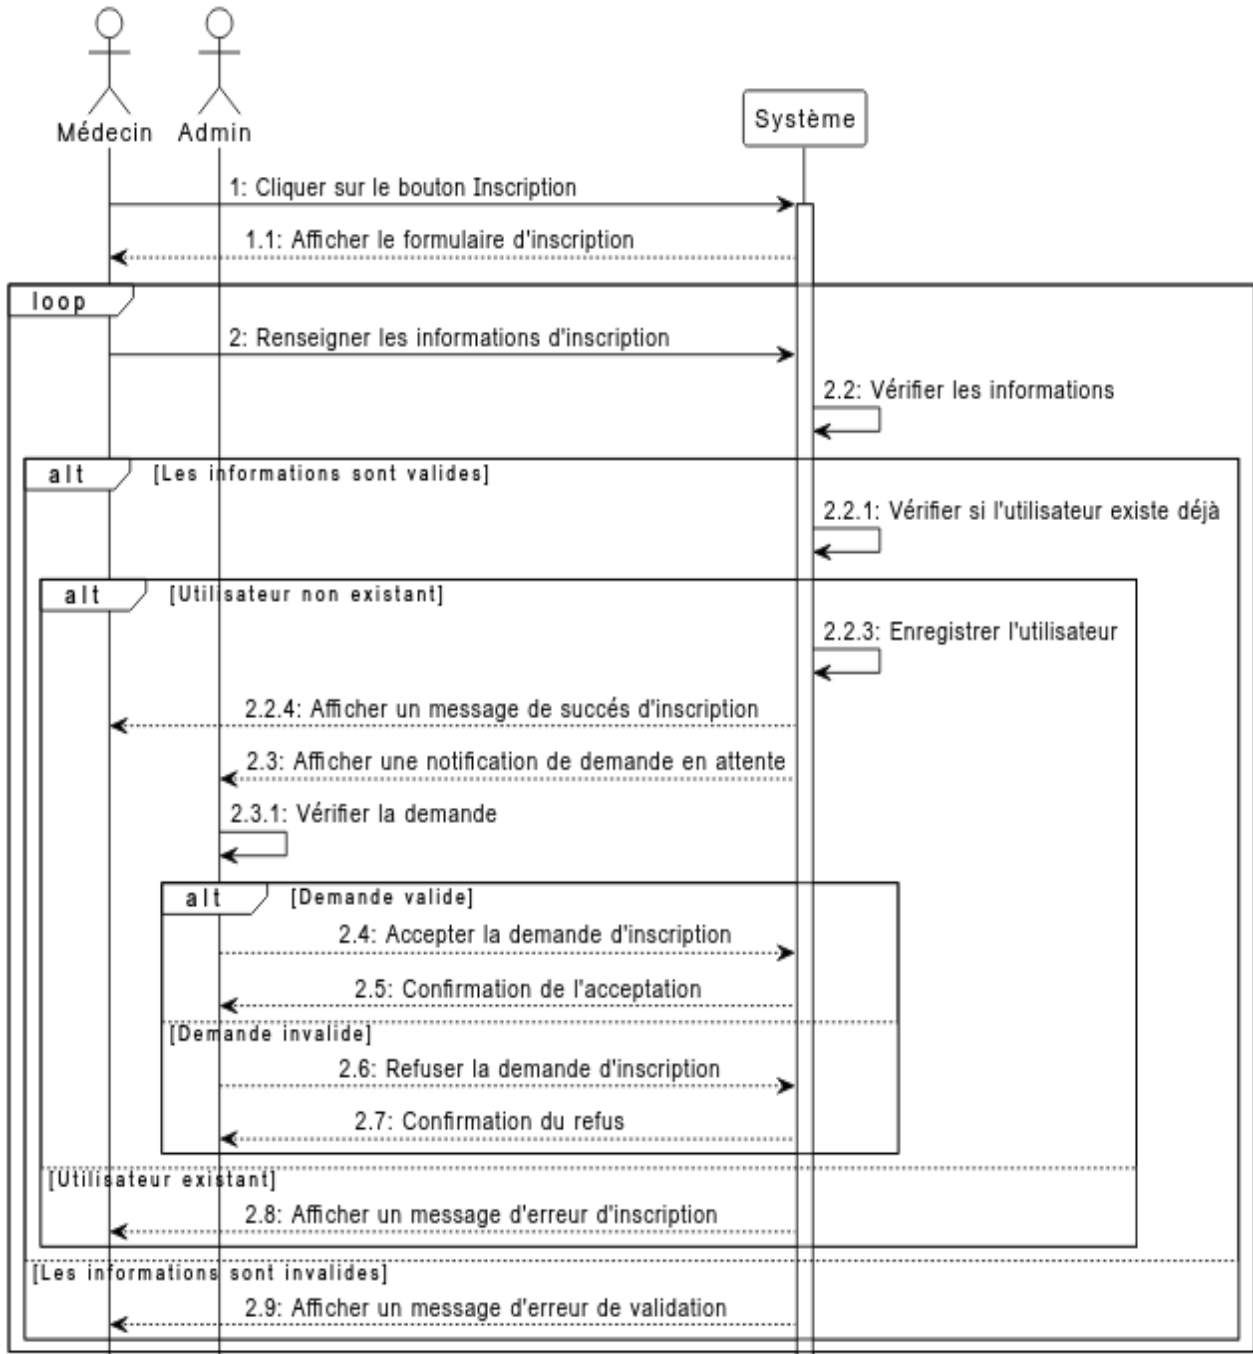 Médecin
Admin
Système
1: Cliquer sur le bouton Inscription
1.1: Afficher le formulaire d'inscription
loop
2: Renseigner les informations d'inscription
2.2: Vérifier les informations
alt [Les informations sont valides]
2.2.1: Vérifier si l'utilisateur existe déjà
alt [Utilisateur non existant]
2.2.3: Enregistrer l'utilisateur
2.2.4: Afficher un message de succés d'inscription
2.3: Afficher une notification de demande en attente
2.3.1: Vérifier la demande
alt [Demande valide]
2.4: Accepter la demande d'inscription
2.5: Confirmation de l'acceptation
[Demande invalide]
2.6: Refuser la demande d'inscription
2.7: Confirmation du refus
[Utilisateur existant]
2.8: Afficher un message d'erreur d'inscription
[Les informations sont invalides]
2.9: Afficher un message d'erreur de validation